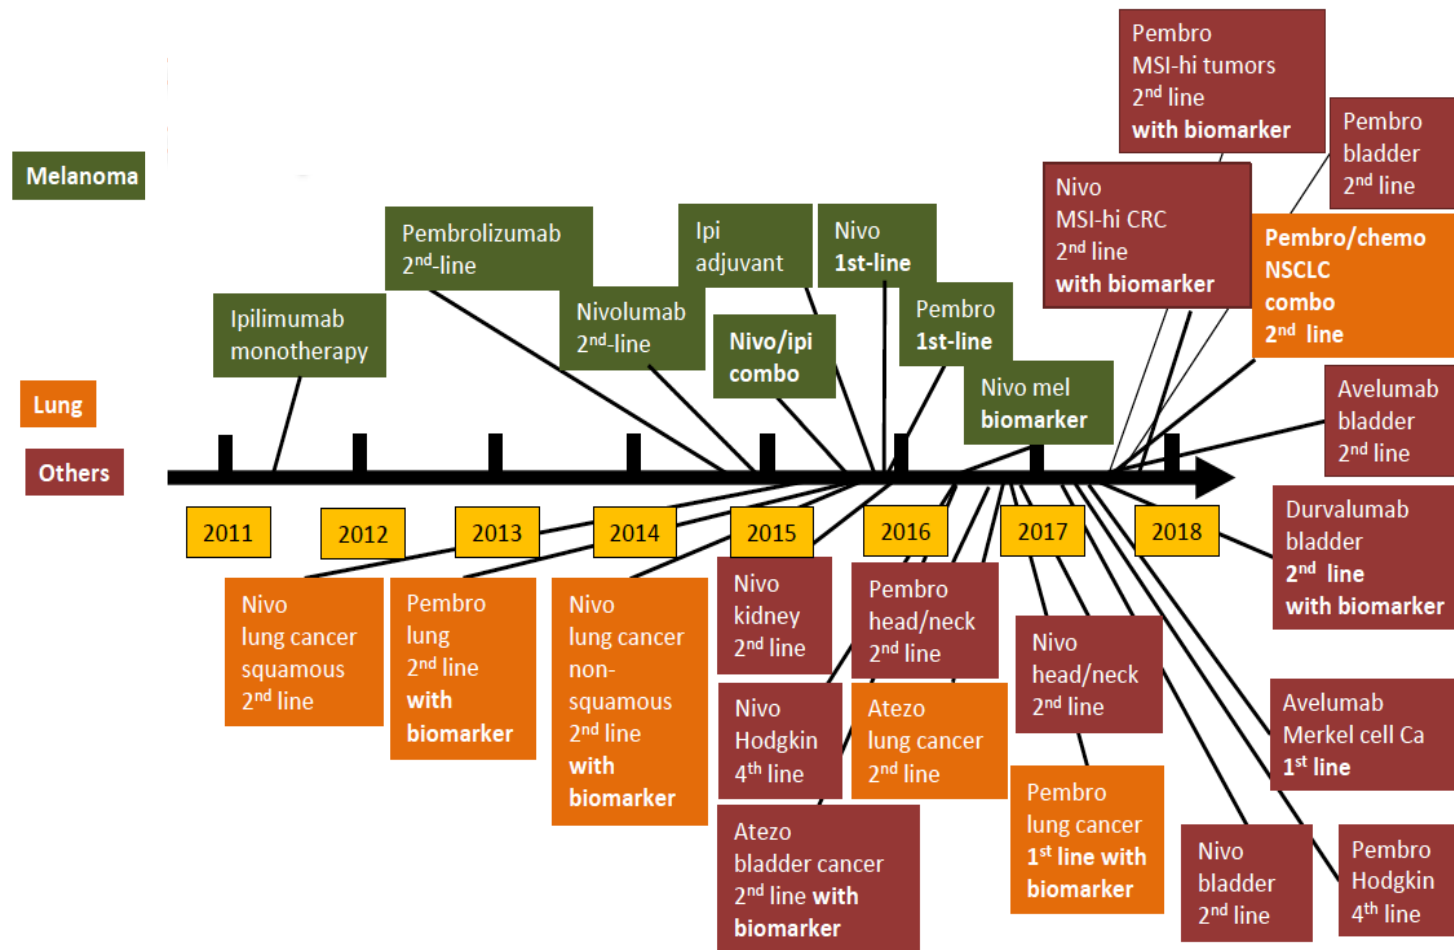 Pembro
MSI-hi tumors
2nd line
with biomarker
Pembro
bladder
2nd line
Melanoma
Nivo
MSI-hi CRC
2nd line
with biomarker
Pembrolizumab
2nd-line
Ipi
adjuvant
Nivo
1st-line
Pembro/chemo
NSCLC
combo
2nd line
Ipilimumab
monotherapy
Nivolumab
2nd-line
Nivo/ipi
combo
Pembro
1st-line
Nivo mel
biomarker
Lung
Others
Avelumab
bladder
2nd line
2011
2012
2013
2014
2015
2016
2017
2018
Durvalumab
bladder
2nd line
with biomarker
Nivo
lung cancer
squamous
2nd line
Pembro
lung
2nd line
with
biomarker
Nivo
lung cancer
non-
squamous
2nd line
with
biomarker
Nivo
kidney
2nd line
Pembro
head/neck
2nd line
Nivo
head/neck
2nd line
Nivo
Hodgkin
4th line
Atezo
lung cancer
2nd line
Avelumab
Merkel cell Ca
1st line
Atezo
bladder cancer
2nd line with
biomarker
Pembro
lung cancer
1st line with
biomarker
Nivo
bladder
2nd line
Pembro
Hodgkin
4th line